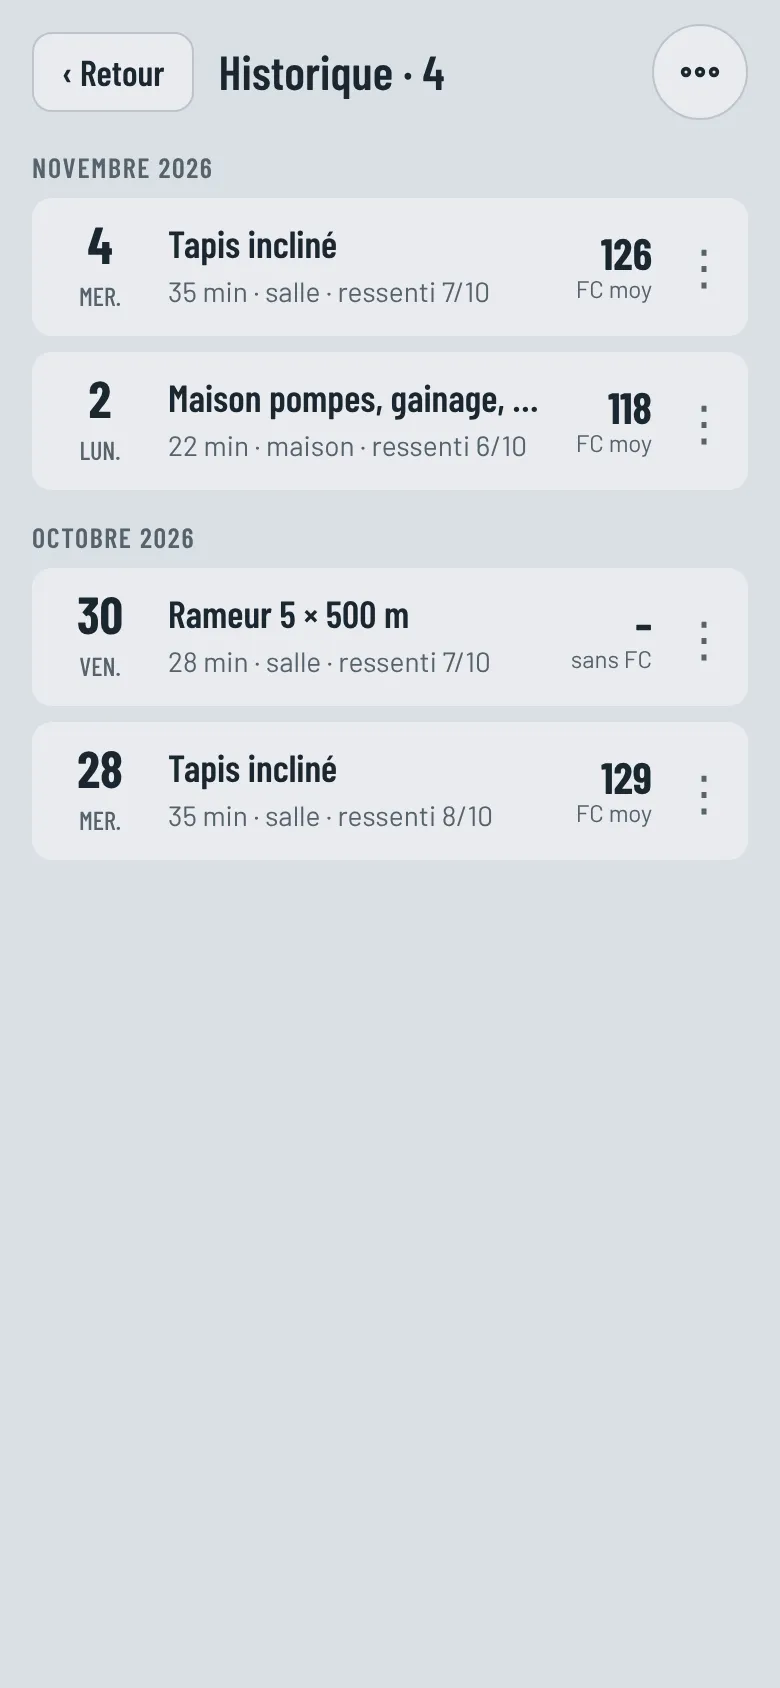 ‹ Retour
Historique · 4
NOVEMBRE 2026
4
MER.
Tapis incliné
35 min · salle · ressenti 7/10
126
FC moy
2
LUN.
Maison pompes, gainage, ...
22 min · maison · ressenti 6/10
118
FC moy
OCTOBRE 2026
30
VEN.
Rameur 5 × 500 m
28 min · salle · ressenti 7/10
–
sans FC
28
MER.
Tapis incliné
35 min · salle · ressenti 8/10
129
FC moy